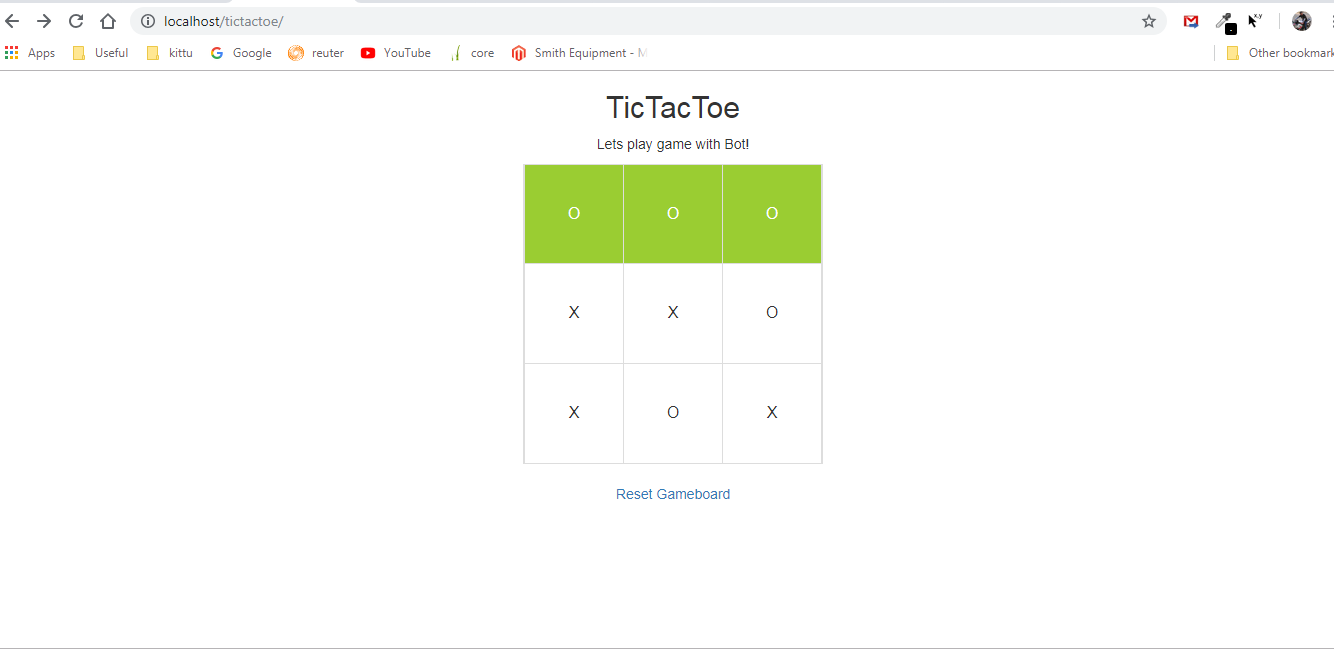 localhost/tictactoe/
Apps Useful kittu Google reuter YouTube core Smith Equipment - M Other bookmark
TicTacToe
Lets play game with Bot!
O O O
X X O
X O X
Reset Gameboard